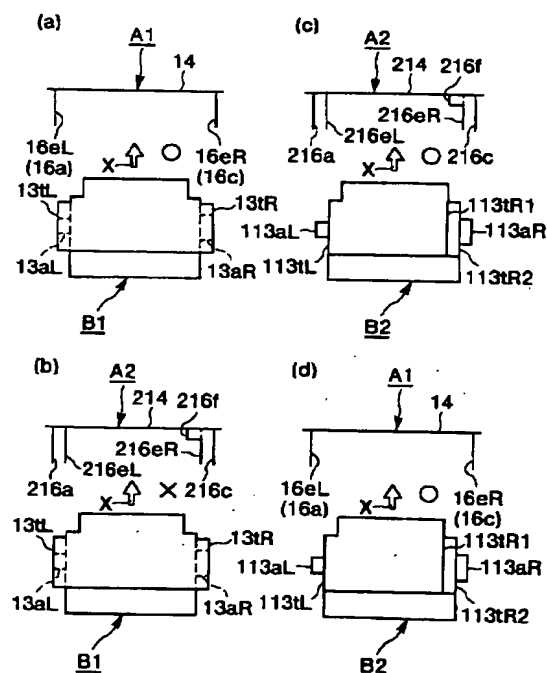 (a)
A1
14
16eL
(16a)
16eR
(16c)
X
○
13tL
13tR
13aL
13aR
B1
(c)
A2
214
216f
216eR
216eL
216a
216c
X
○
113tR1
113aL
113aR
113tL
113tR2
B2
(b)
A2
214
216f
216eR
216eL
216a
216c
X
×
13tL
13tR
13aL
13aR
B1
(d)
A1
14
16eL
(16a)
16eR
(16c)
X
○
113tR1
113aL
113aR
113tL
113tR2
B2